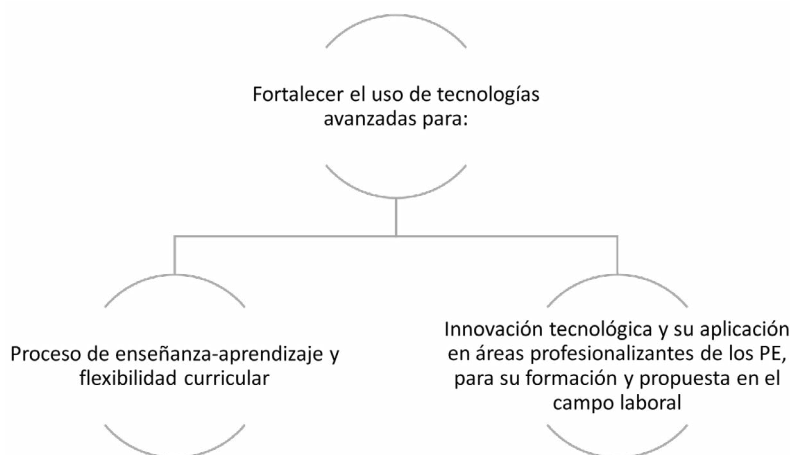 Fortalecer el uso de tecnologías
avanzadas para:
Proceso de enseñanza-aprendizaje y
flexibilidad curricular
Innovación tecnológica y su aplicación
en áreas profesionalizantes de los PE,
para su formación y propuesta en el
campo laboral